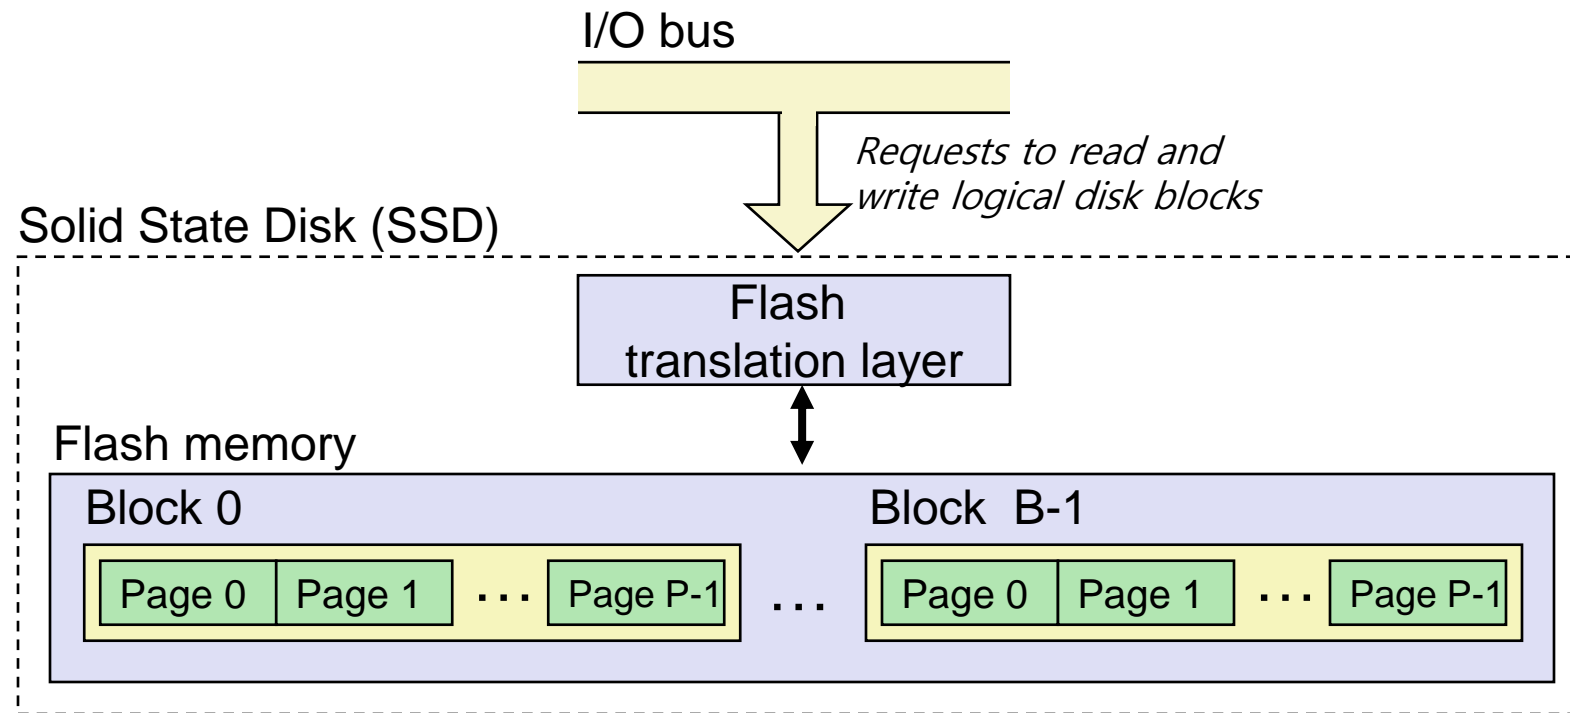 I/O bus
Requests to read and
write logical disk blocks
Solid State Disk (SSD)
Flash
translation layer
Flash memory
Block 0
Block B-1
Page 0 Page 1 ... Page P-1 ... Page 0 Page 1 ... Page P-1